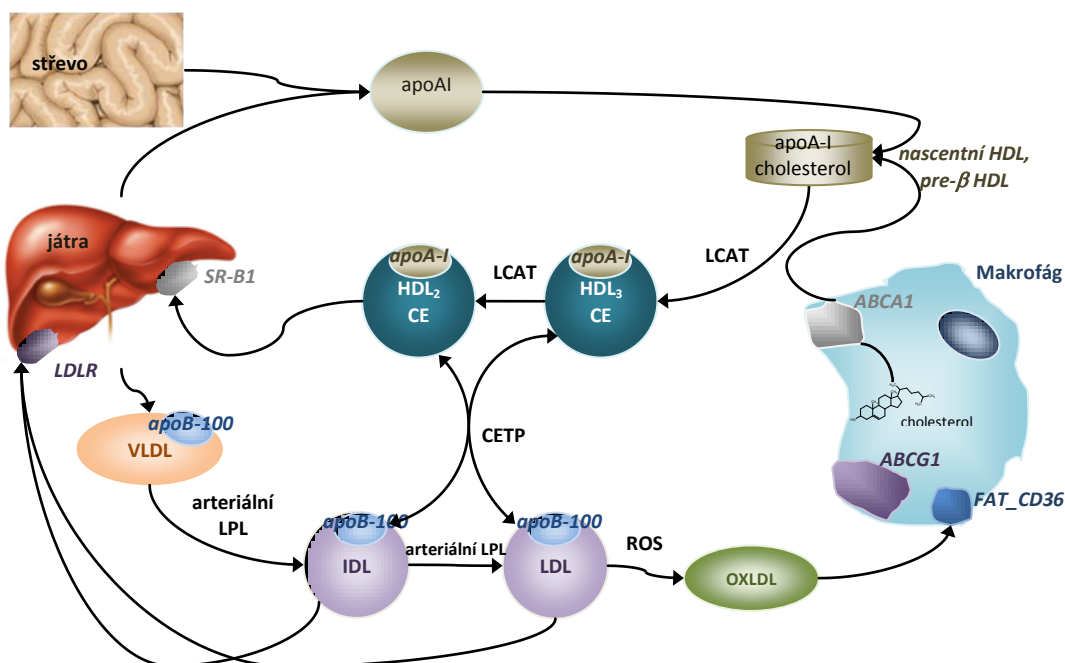 střevo
apoAI
apoA-I
cholesterol
nascentní HDL,
pre-β HDL
játra
SR-B1
LDLR
apoA-I
HDL₂
CE
LCAT
apoA-I
HDL₃
CE
LCAT
Makrofág
ABCA1
cholesterol
ABCG1
FAT_CD36
apoB-100
VLDL
CETP
arteriální
LPL
apoB-100
IDL
arteriální LPL
apoB-100
LDL
ROS
OXLDL